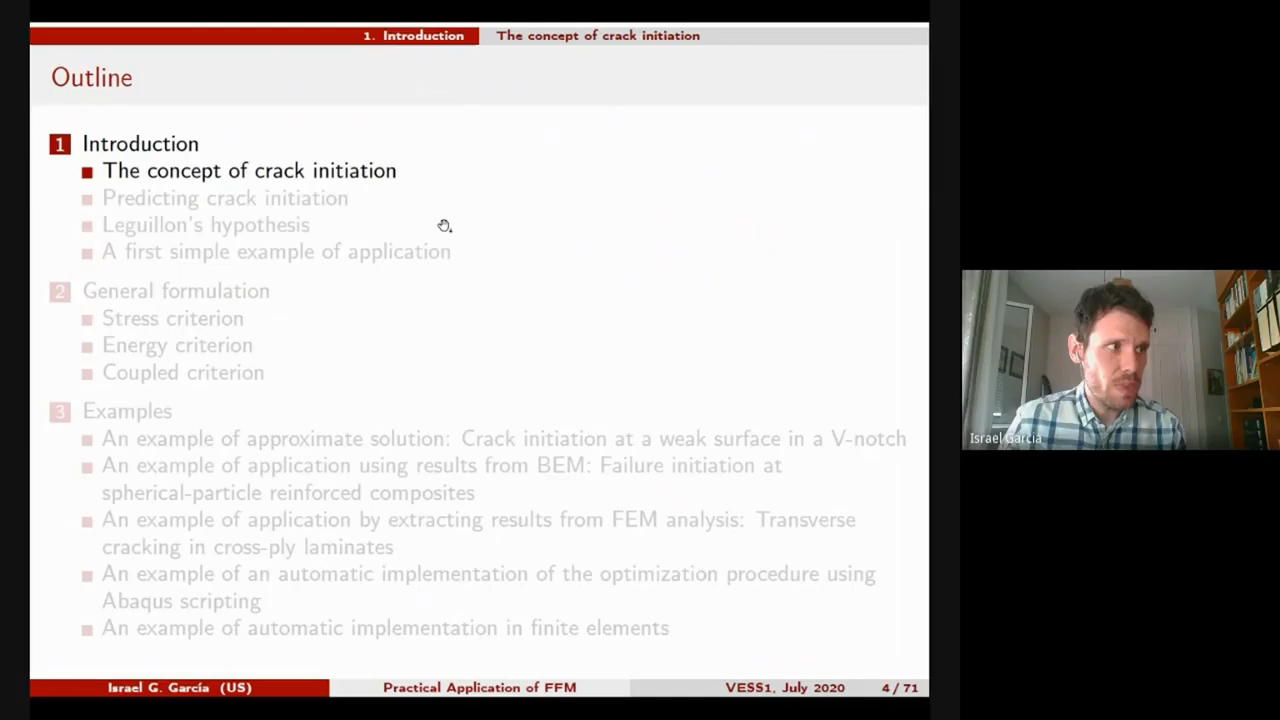 1. Introduction The concept of crack initiation
Outline
1 Introduction
The concept of crack initiation
Predicting crack initiation
Leguillon's hypothesis
A first simple example of application
2 General formulation
Stress criterion
Energy criterion
Coupled criterion
3 Examples
An example of approximate solution: Crack initiation at a weak surface in a V-notch
An example of application using results from BEM: Failure initiation at
spherical-particle reinforced composites
An example of application by extracting results from FEM analysis: Transverse
cracking in cross-ply laminates
An example of an automatic implementation of the optimization procedure using
Abaqus scripting
An example of automatic implementation in finite elements
Israel G. García (US) Practical Application of FFM VESS1, July 2020 4 / 71
Israel García